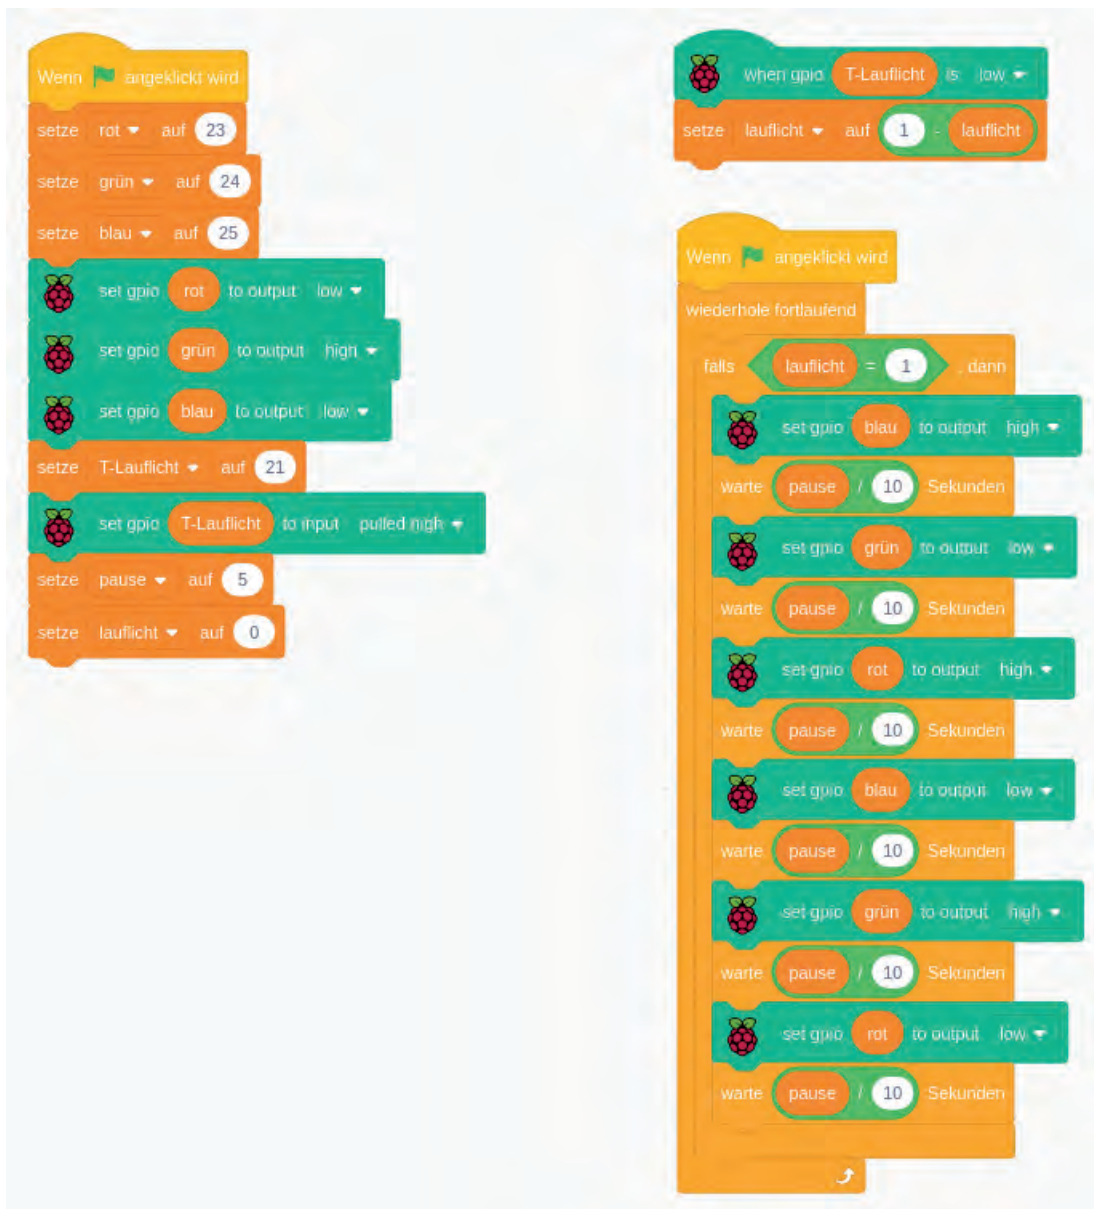 Wenn angeklickt wird
setze rot auf 23
setze grün auf 24
setze blau auf 25
set gpio rot to output low
set gpio grün to output high
set gpio blau to output low
setze T-Lauflicht auf 21
set gpio T-Lauflicht to input pulled high
setze pause auf 5
setze lauflicht auf 0
when gpio T-Lauflicht is low
setze lauflicht auf 1 - lauflicht
Wenn angeklickt wird
wiederhole fortlaufend
falls lauflicht = 1 , dann
set gpio blau to output high
warte pause / 10 Sekunden
set gpio grün to output low
warte pause / 10 Sekunden
set gpio rot to output high
warte pause / 10 Sekunden
set gpio blau to output low
warte pause / 10 Sekunden
set gpio grün to output high
warte pause / 10 Sekunden
set gpio rot to output low
warte pause / 10 Sekunden